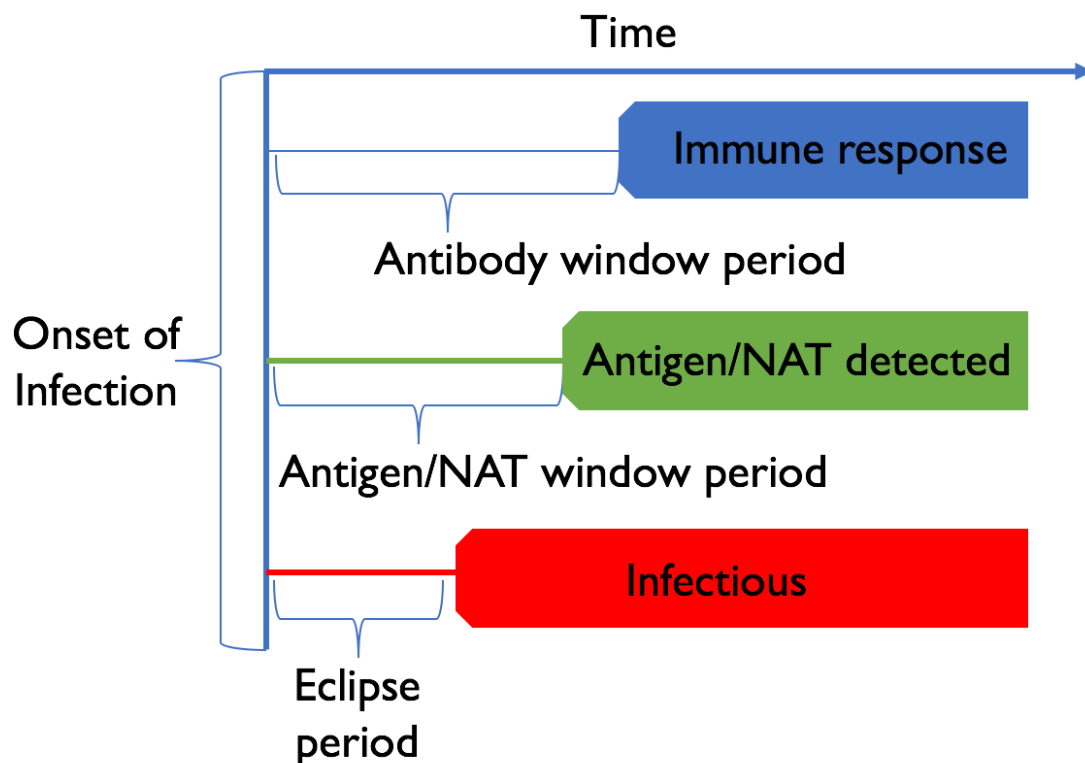 Time
Immune response
Antibody window period
Onset of
Infection
Antigen/NAT detected
Antigen/NAT window period
Infectious
Eclipse
period